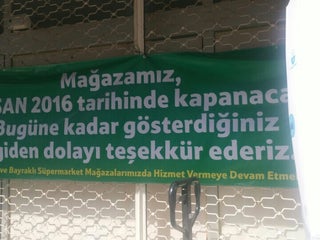 Mağazamız,
SAN 2016 tarihinde kapanaca
Bugüne kadar gösterdiğiniz
giden dolayı teşekkür ederiz.
ve Bayraklı Süpermarket Mağazalarımızda Hizmet Vermeye Devam Etme